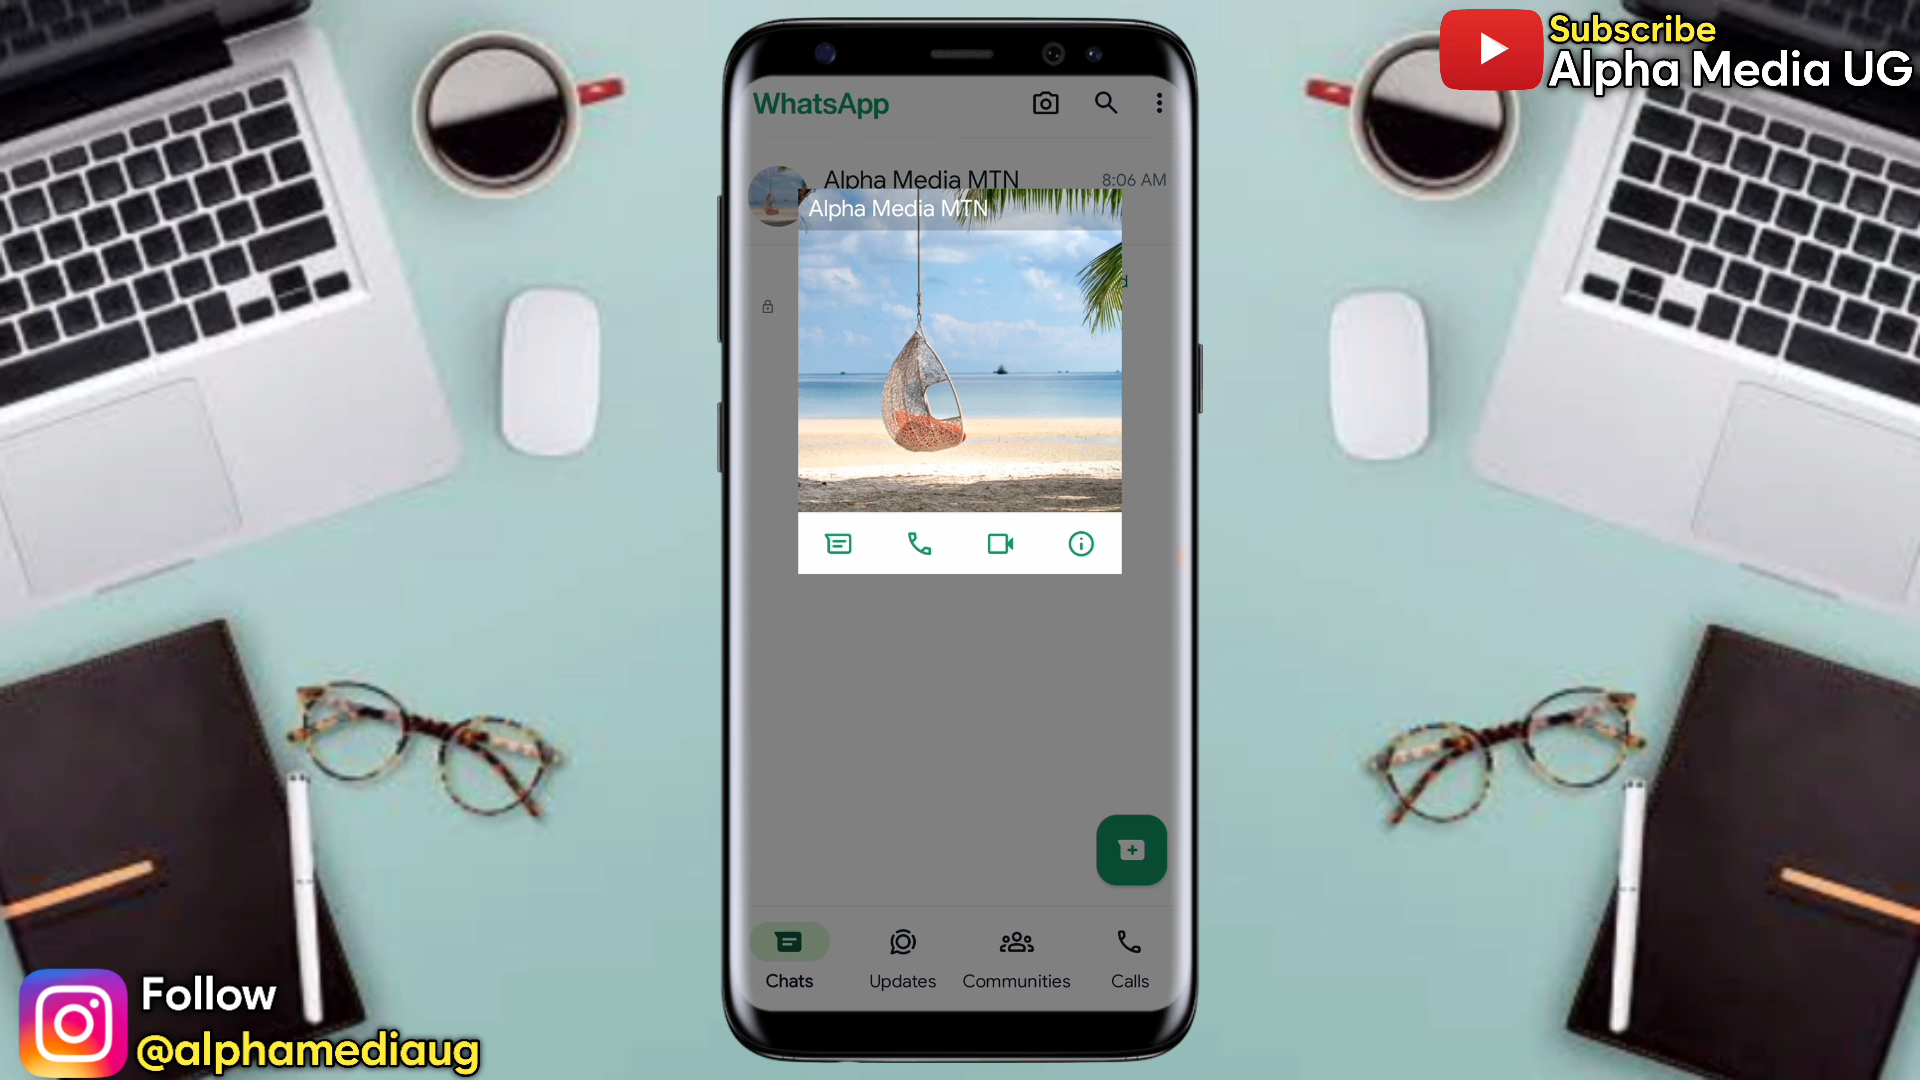 Subscribe
Alpha Media UG
WhatsApp
Alpha Media MTN
8:06 AM
Alpha Media MTN
Chats
Updates
Communities
Calls
Follow
@alphamediaug